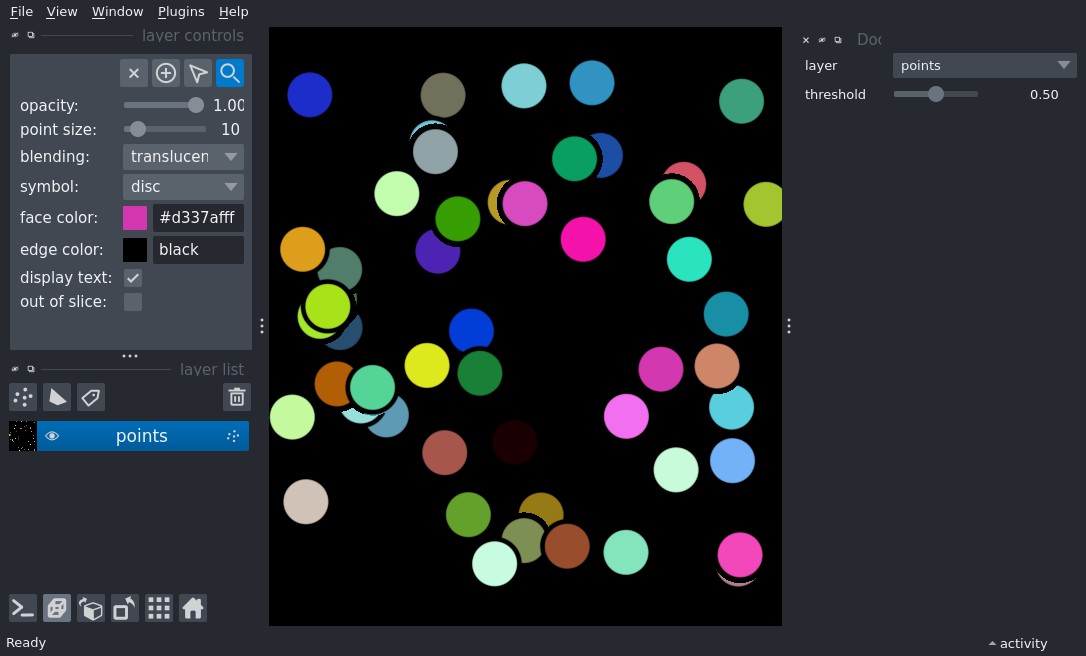 File View Window Plugins Help
layer controls
opacity: 1.00
point size: 10
blending: translucen
symbol: disc
face color: #d337afff
edge color: black
display text:
out of slice:
layer list
points
Doc
layer points
threshold 0.50
Ready
activity